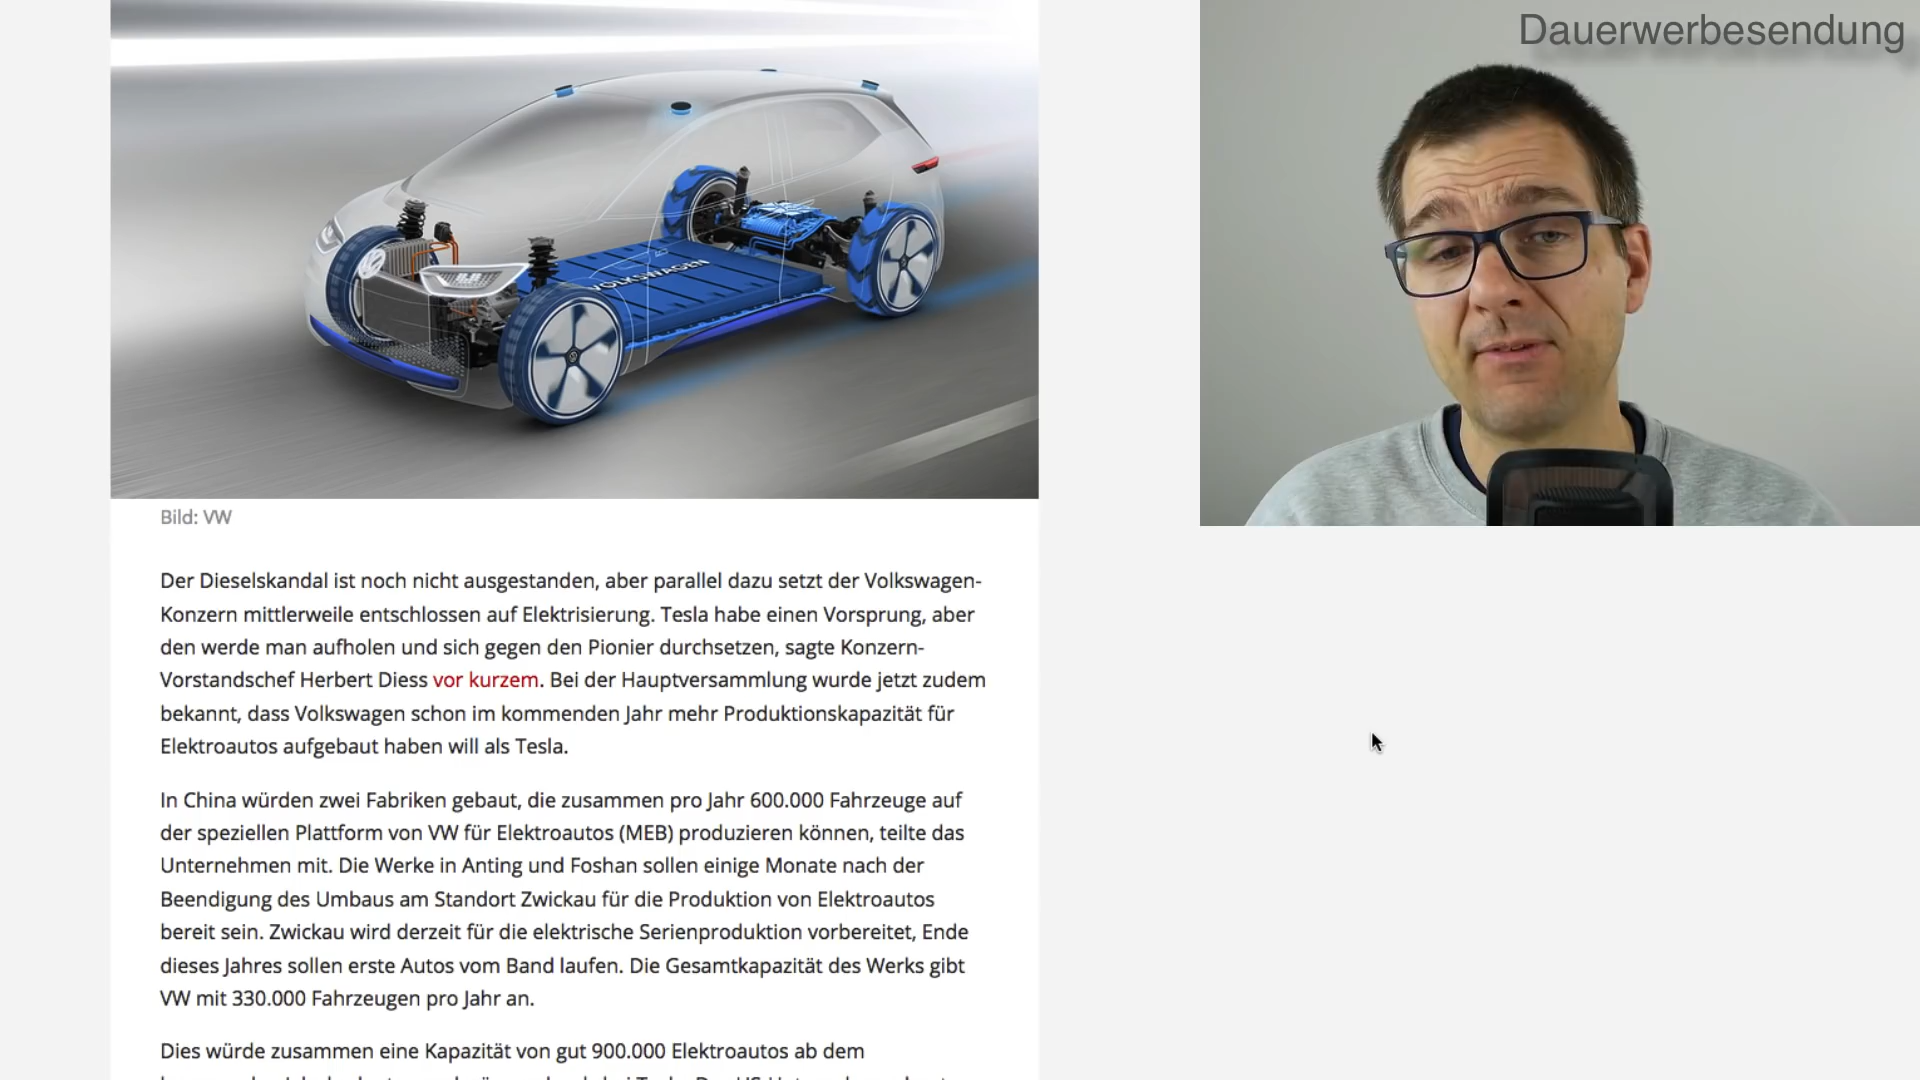 Dauerwerbesendung
VOLKSWAGEN
Bild: VW
Der Dieselskandal ist noch nicht ausgestanden, aber parallel dazu setzt der Volkswagen-
Konzern mittlerweile entschlossen auf Elektrisierung. Tesla habe einen Vorsprung, aber
den werde man aufholen und sich gegen den Pionier durchsetzen, sagte Konzern-
Vorstandschef Herbert Diess vor kurzem. Bei der Hauptversammlung wurde jetzt zudem
bekannt, dass Volkswagen schon im kommenden Jahr mehr Produktionskapazität für
Elektroautos aufgebaut haben will als Tesla.
In China würden zwei Fabriken gebaut, die zusammen pro Jahr 600.000 Fahrzeuge auf
der speziellen Plattform von VW für Elektroautos (MEB) produzieren können, teilte das
Unternehmen mit. Die Werke in Anting und Foshan sollen einige Monate nach der
Beendigung des Umbaus am Standort Zwickau für die Produktion von Elektroautos
bereit sein. Zwickau wird derzeit für die elektrische Serienproduktion vorbereitet, Ende
dieses Jahres sollen erste Autos vom Band laufen. Die Gesamtkapazität des Werks gibt
VW mit 330.000 Fahrzeugen pro Jahr an.
Dies würde zusammen eine Kapazität von gut 900.000 Elektroautos ab dem